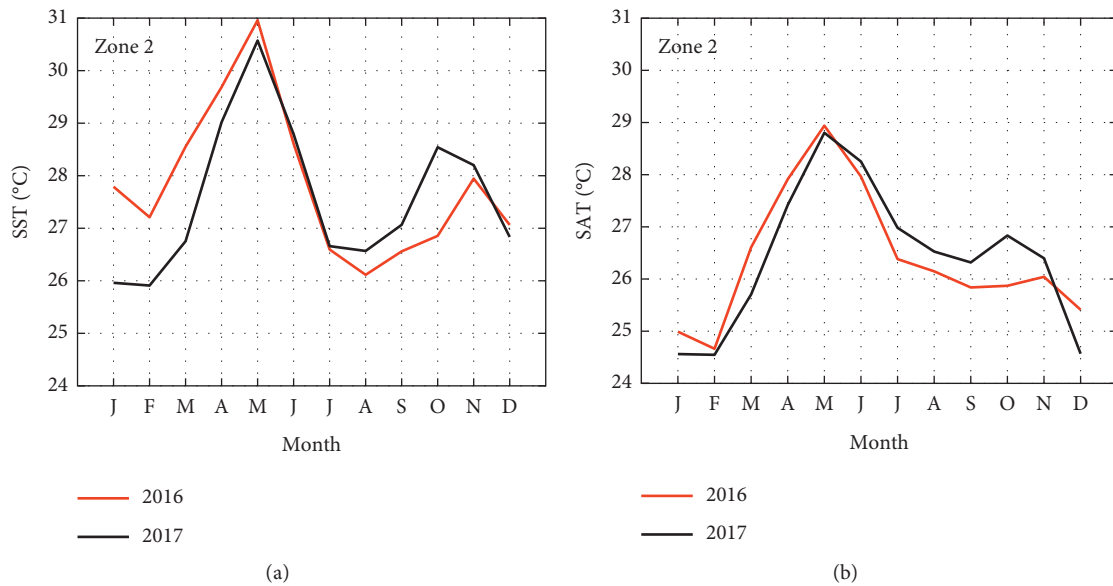 Zone 2
SST (°C)
31
30
29
28
27
26
25
24
J F M A M J J A S O N D
Month
2016
2017
(a)
Zone 2
SAT (°C)
31
30
29
28
27
26
25
24
J F M A M J J A S O N D
Month
2016
2017
(b)